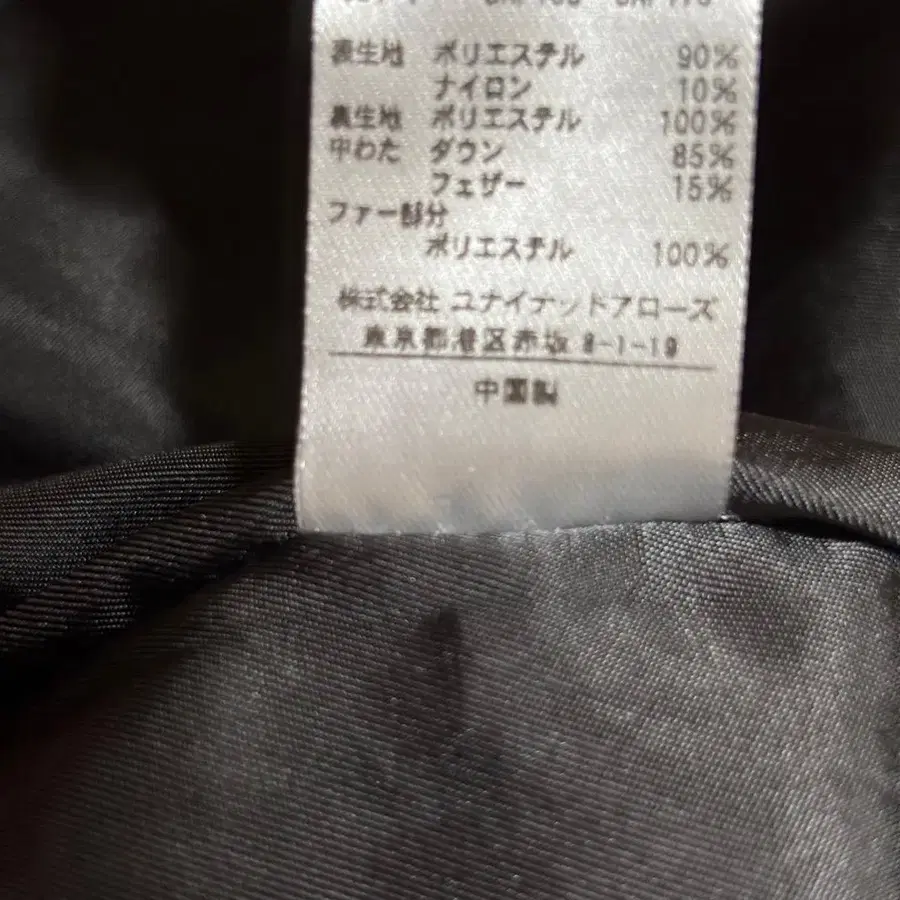 表生地 ポリエステル 90%
ナイロン 10%
裏生地 ポリエステル 100%
中わた ダウン 85%
フェザー 15%
ファー部分
ポリエステル 100%
株式会社 ユナイテッドアローズ
東京都港区赤坂 8-1-19
中国製